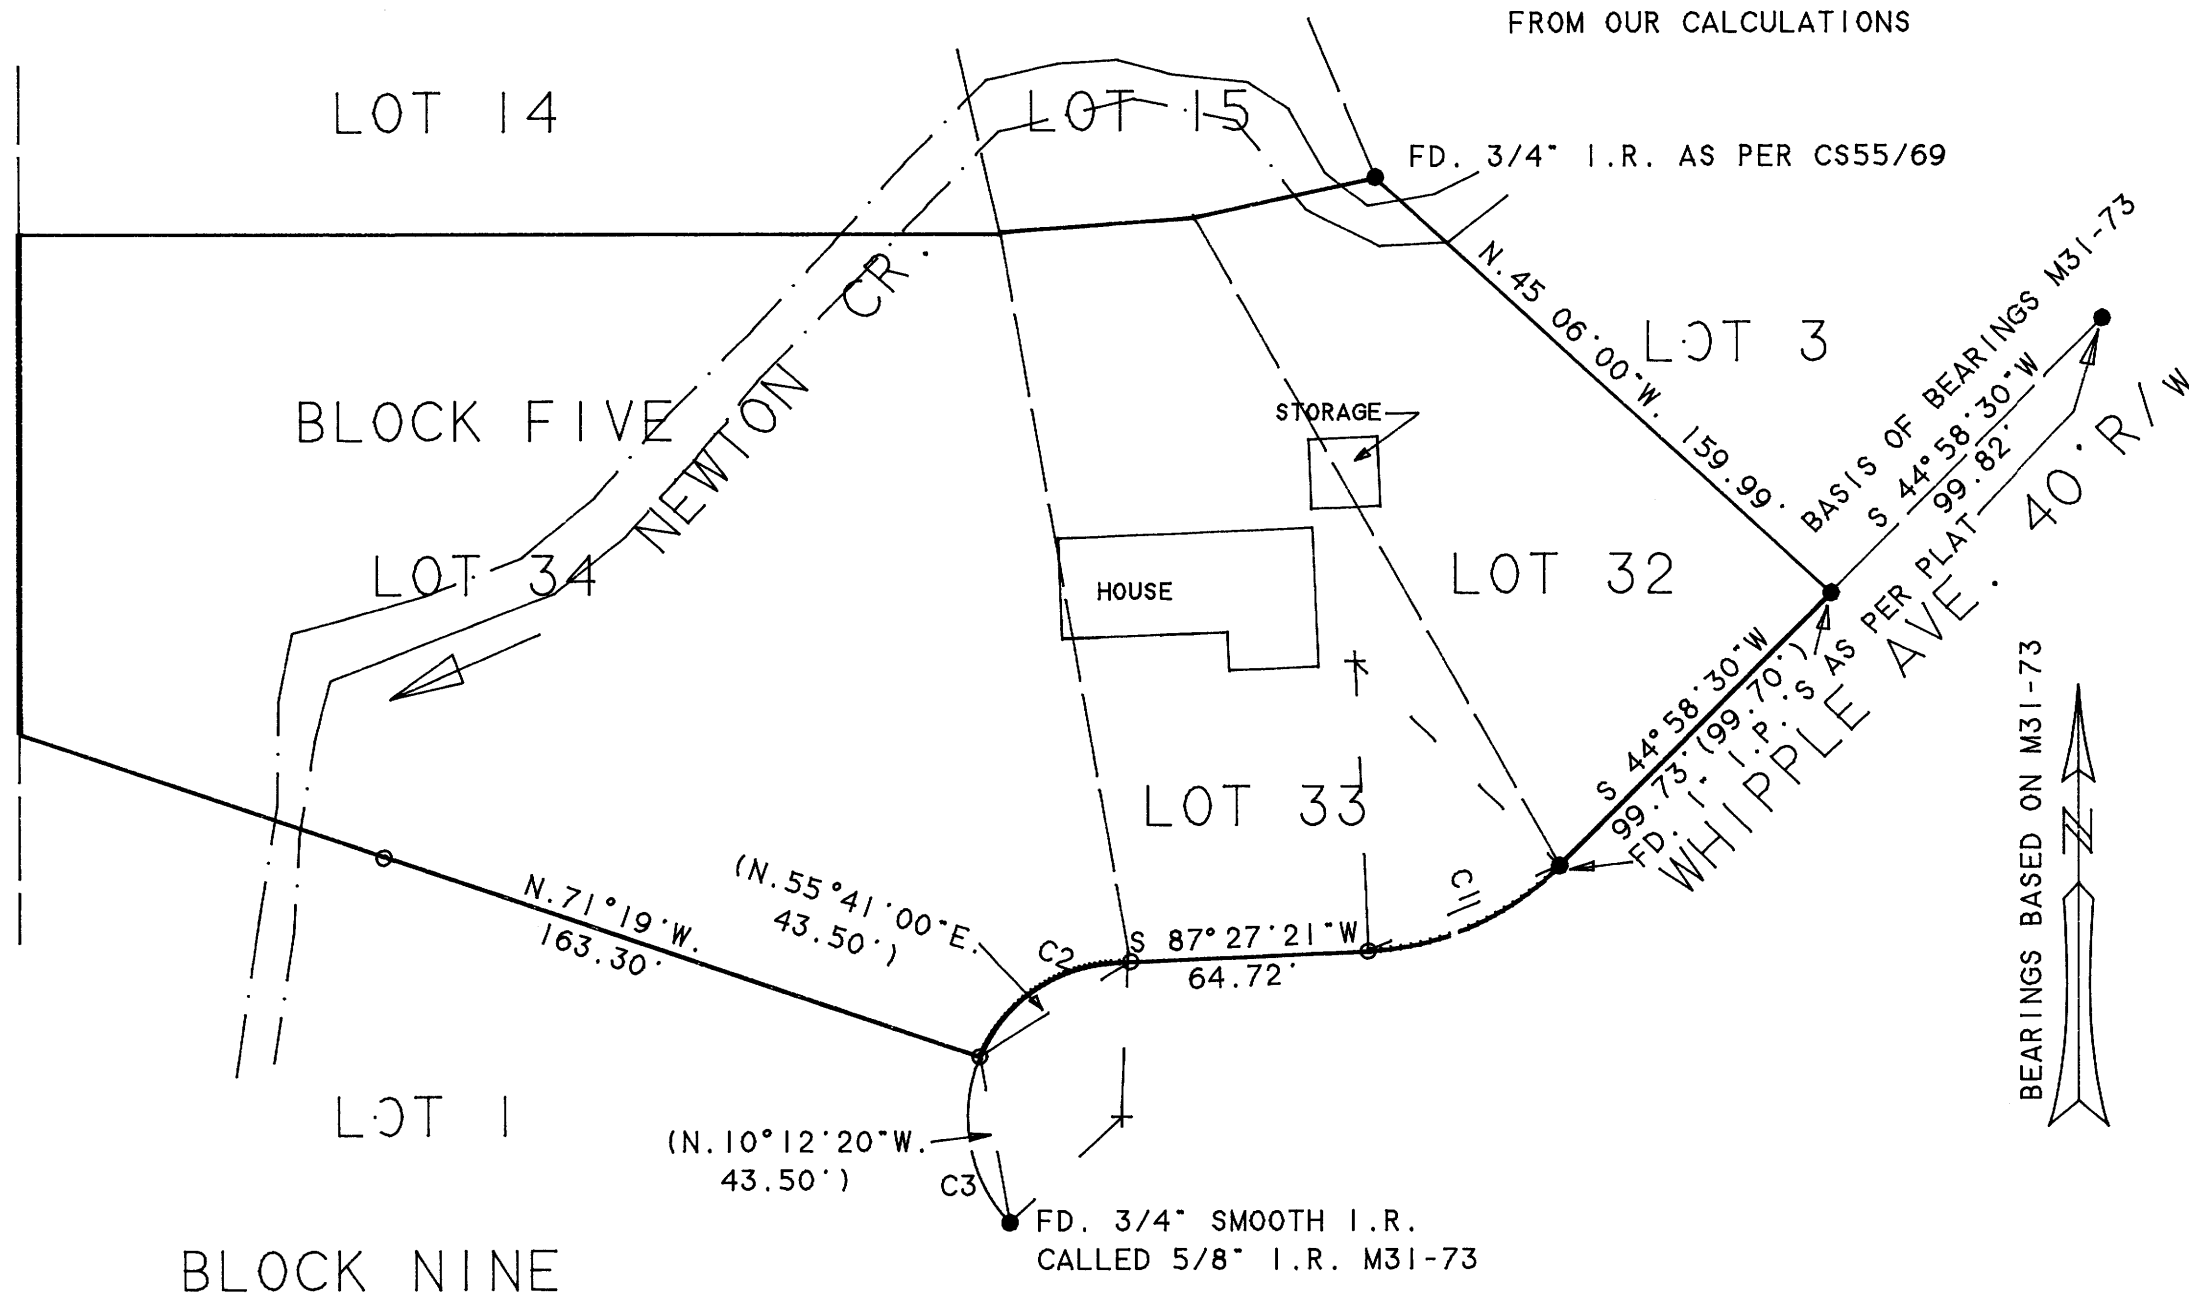 FROM OUR CALCULATIONS
LOT 14
LOT 15
FD. 3/4" I.R. AS PER CS55/69
N.45 06'00"W. 159.99'
LOT 3
BASIS OF BEARINGS M31-73
S 44°58'30"W
99.82'
NEWTON CR.
BLOCK FIVE
STORAGE
LOT 34
HOUSE
LOT 32
S 44°58'30"W
99.73'(99.70')
FD. 1" I.P.'S AS PER PLAT
WHIPPLE AVE. 40' R/W
BEARINGS BASED ON M31-73
N
LOT 33
C11
(N.55°41'00"E.
43.50')
N.71°19'W.
163.30'
C2
S 87°27'21"W
64.72'
LOT 1
(N.10°12'20"W.
43.50')
C3
FD. 3/4" SMOOTH I.R.
CALLED 5/8" I.R. M31-73
BLOCK NINE